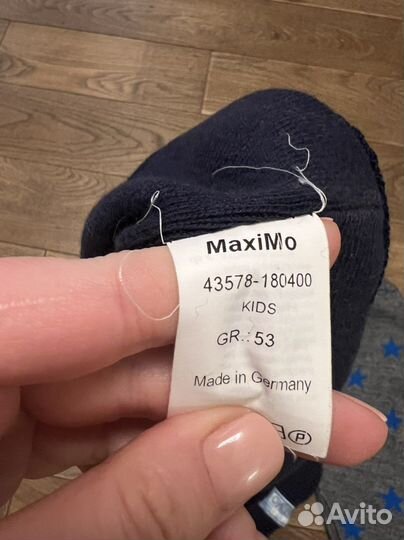 MaxiMo
43578-180400
KIDS
GR.: 53
Made in Germany
P
Avito